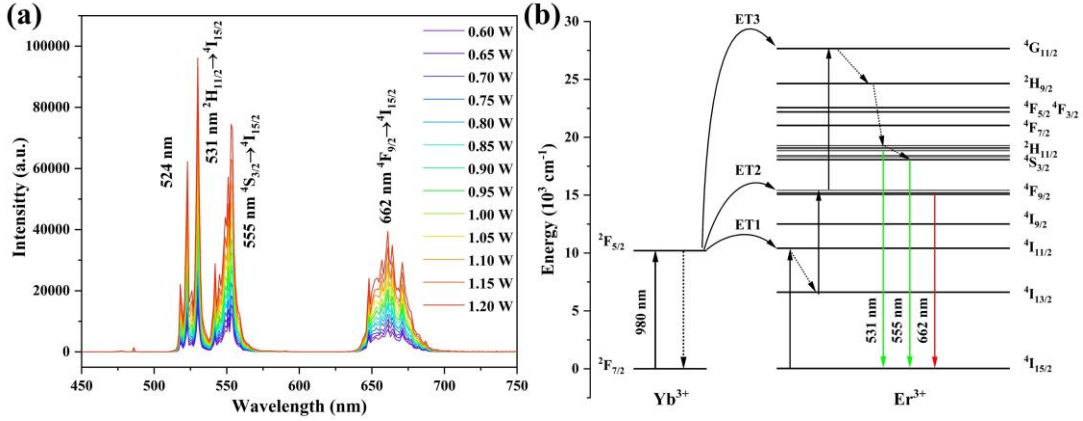 (a)
Intensitty (a.u.)
100000
80000
60000
40000
20000
0
450 500 550 600 650 700 750
Wavelength (nm)
524 nm
531 nm ²H₁₁/₂→⁴I₁₅/₂
555 nm ⁴S₃/₂→⁴I₁₅/₂
662 nm ⁴F₉/₂→⁴I₁₅/₂
0.60 W
0.65 W
0.70 W
0.75 W
0.80 W
0.85 W
0.90 W
0.95 W
1.00 W
1.05 W
1.10 W
1.15 W
1.20 W
(b)
Energy (10³ cm⁻¹)
30
25
20
15
10
5
0
ET3
ET2
ET1
²F₅/₂
²F₇/₂
980 nm
531 nm
555 nm
662 nm
⁴G₁₁/₂
²H₉/₂
⁴F₅/₂ ⁴F₃/₂
⁴F₇/₂
²H₁₁/₂
⁴S₃/₂
⁴F₉/₂
⁴I₉/₂
⁴I₁₁/₂
⁴I₁₃/₂
⁴I₁₅/₂
Yb³⁺
Er³⁺